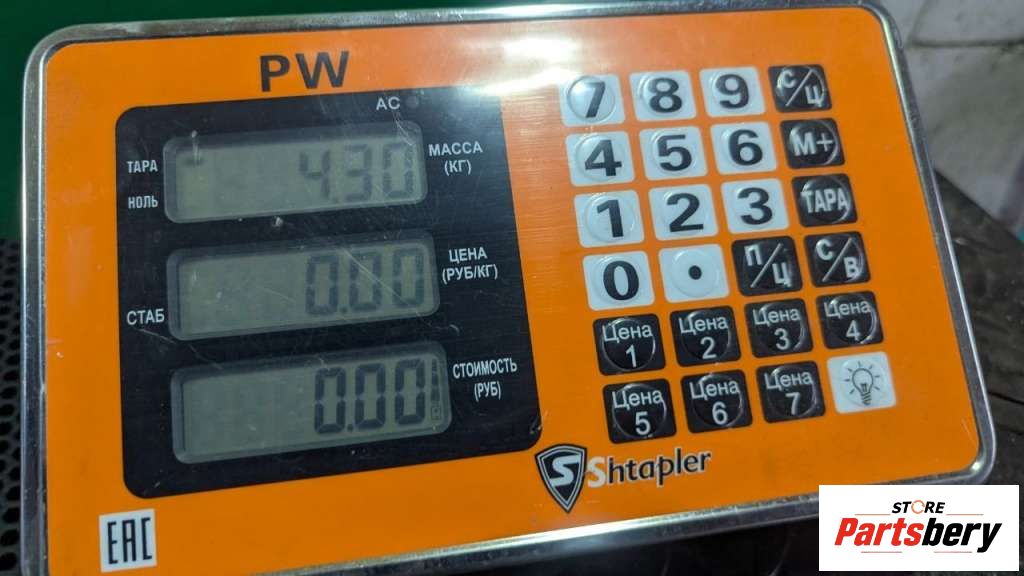 PW
AC
ТАРА
НОЛЬ
4.30
МАССА
(КГ)
0.00
ЦЕНА
(РУБ/КГ)
СТАБ
0.00
СТОИМОСТЬ
(РУБ)
7 8 9 С/Ц
4 5 6 М+
1 2 3 ТАРА
0 . П/Ц С/В
Цена 1 Цена 2 Цена 3 Цена 4
Цена 5 Цена 6 Цена 7
S Shtapler
EAC
STORE
Partsbery